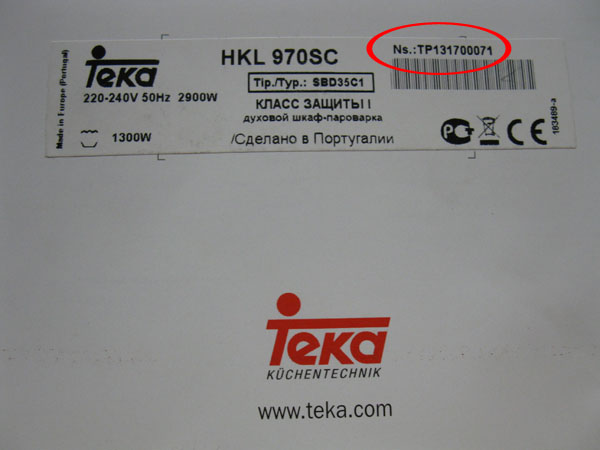 Made in Europe (Portugal)
Teka
HKL 970SC
Ns.:TP131700071
Tip./Typ.: SBD35C1
220-240V 50Hz 2900W
КЛАСС ЗАЩИТЫ I
духовой шкаф-пароварка
1300W
/Сделано в Португалии
183489-a
Teka
KÜCHENTECHNIK
www.teka.com